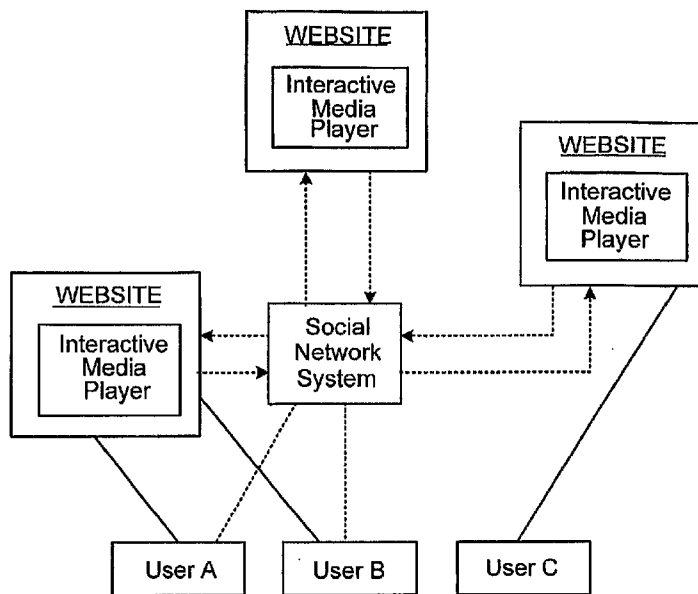 WEBSITE
Interactive
Media
Player
WEBSITE
Interactive
Media
Player
WEBSITE
Interactive
Media
Player
Social
Network
System
User A
User B
User C